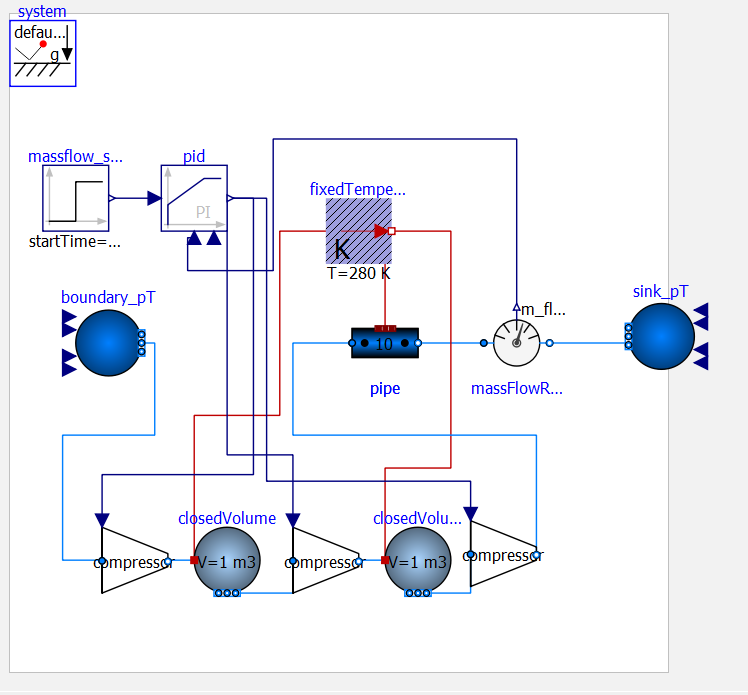 system
defau...
g
massflow_s...
pid
PI
startTime=...
fixedTempe...
K
T=280 K
boundary_pT
sink_pT
m_fl...
10
pipe
massFlowR...
closedVolume
closedVolu...
compressor
V=1 m3
compressor
V=1 m3
compressor